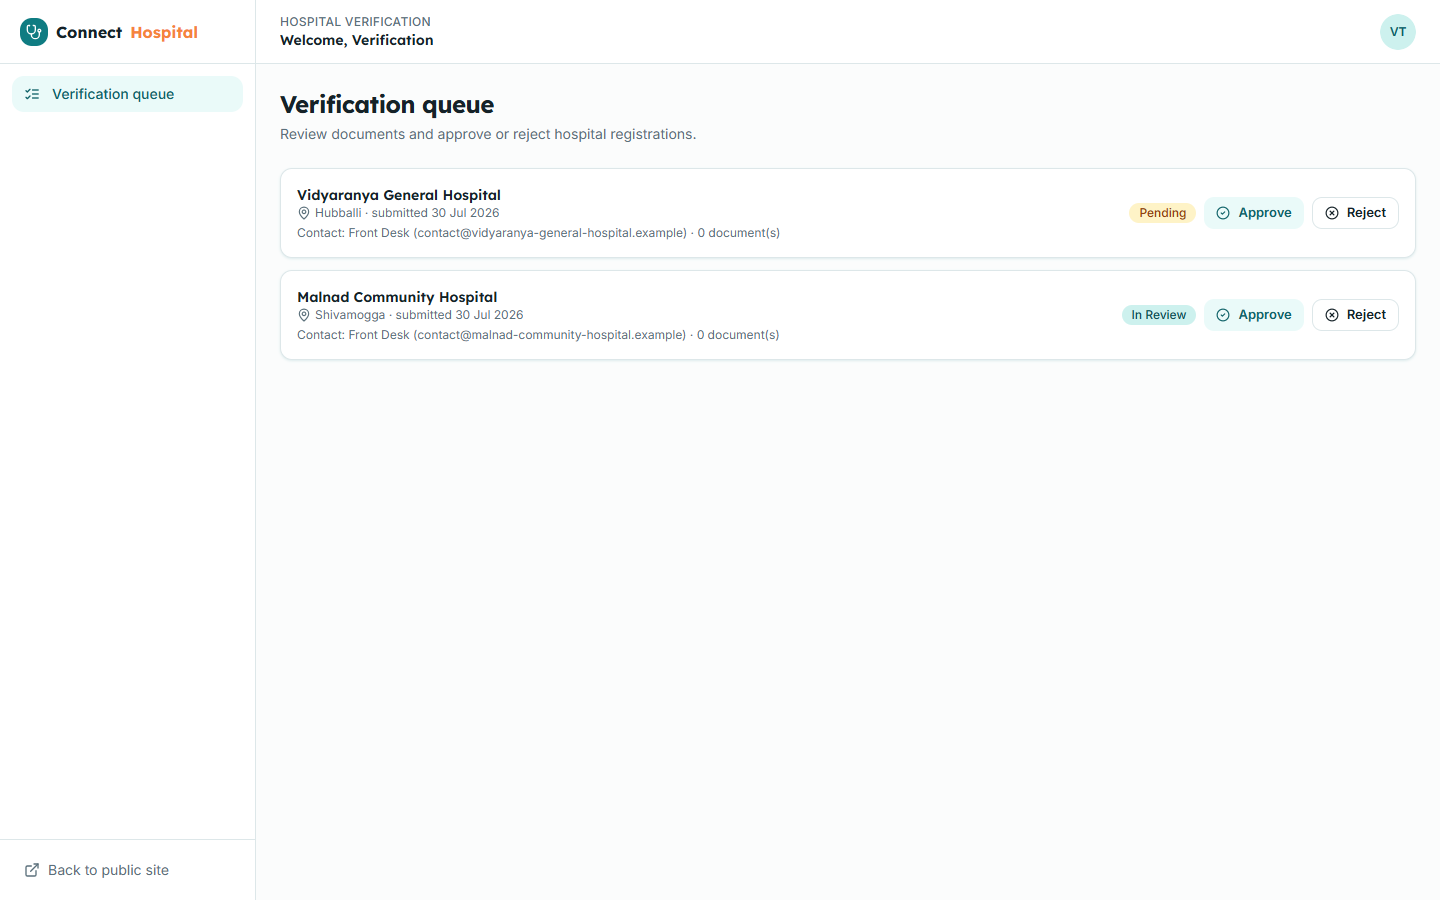 Connect Hospital
HOSPITAL VERIFICATION
Welcome, Verification
VT
Verification queue
Verification queue
Review documents and approve or reject hospital registrations.
Vidyaranya General Hospital
Hubballi · submitted 30 Jul 2026
Contact: Front Desk (contact@vidyaranya-general-hospital.example) · 0 document(s)
Pending
Approve
Reject
Malnad Community Hospital
Shivamogga · submitted 30 Jul 2026
Contact: Front Desk (contact@malnad-community-hospital.example) · 0 document(s)
In Review
Approve
Reject
Back to public site